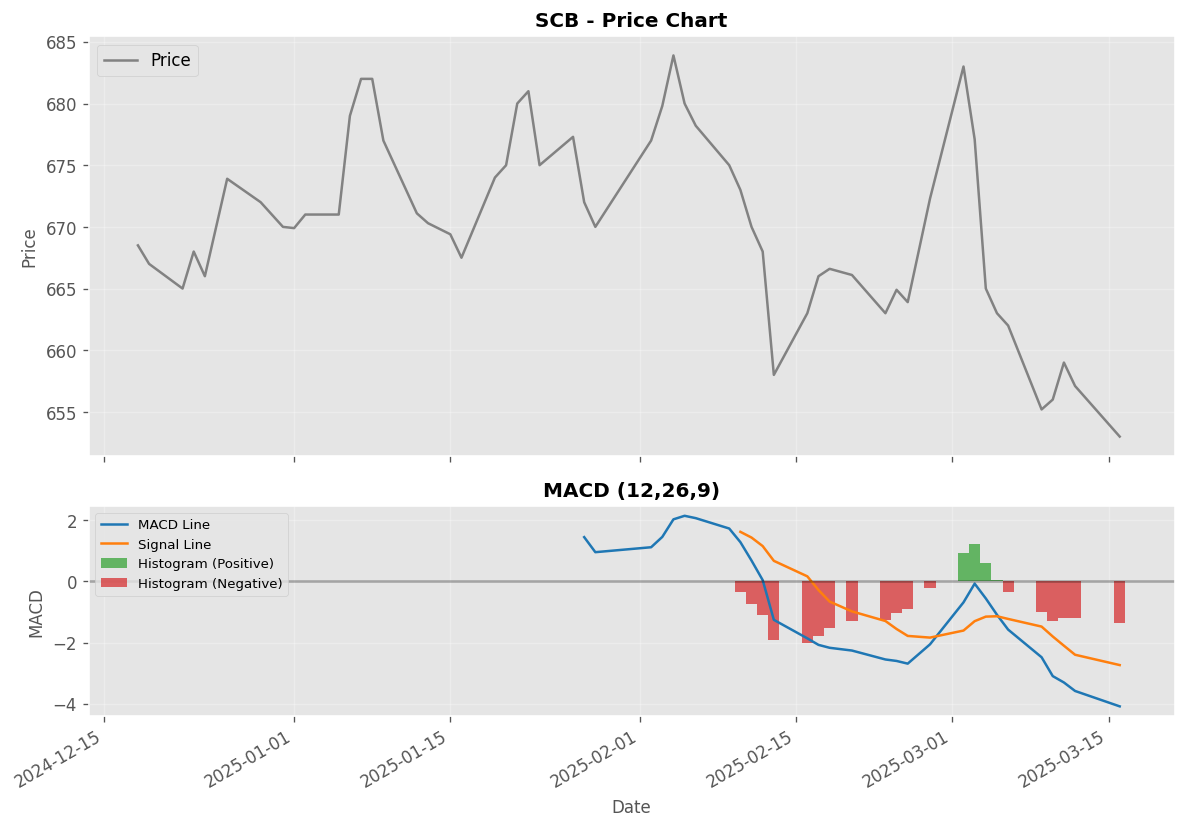 SCB - Price Chart
685
680
675
670
665
660
655
Price
Price
MACD (12,26,9)
2
0
−2
−4
MACD
MACD Line
Signal Line
Histogram (Positive)
Histogram (Negative)
2024-12-15
2025-01-01
2025-01-15
2025-02-01
2025-02-15
2025-03-01
2025-03-15
Date